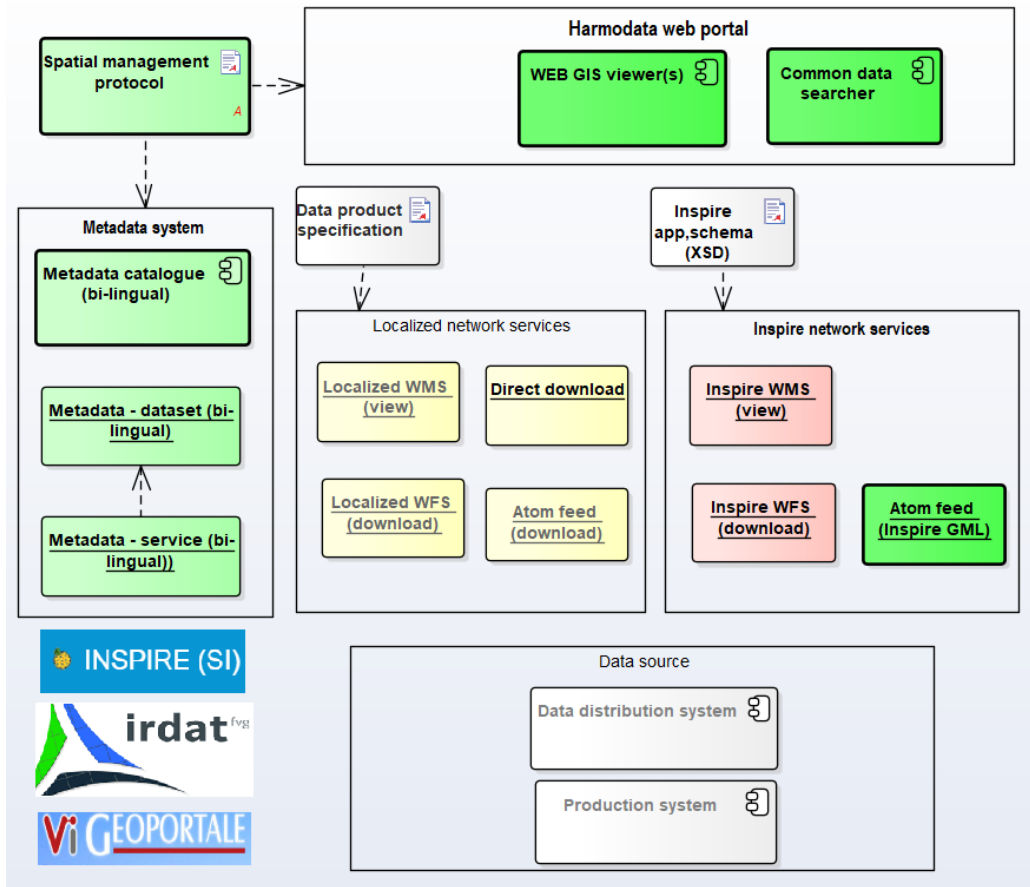 Harmodata web portal
Spatial management
protocol
A
WEB GIS viewer(s)
Common data
searcher
Metadata system
Metadata catalogue
(bi-lingual)
Metadata - dataset (bi-
lingual)
Metadata - service (bi-
lingual))
Data product
specification
Inspire
app,schema
(XSD)
Localized network services
Localized WMS
(view)
Direct download
Localized WFS
(download)
Atom feed
(download)
Inspire network services
Inspire WMS
(view)
Inspire WFS
(download)
Atom feed
(Inspire GML)
INSPIRE (SI)
irdat fvg
Vi GEOPORTALE
Data source
Data distribution system
Production system